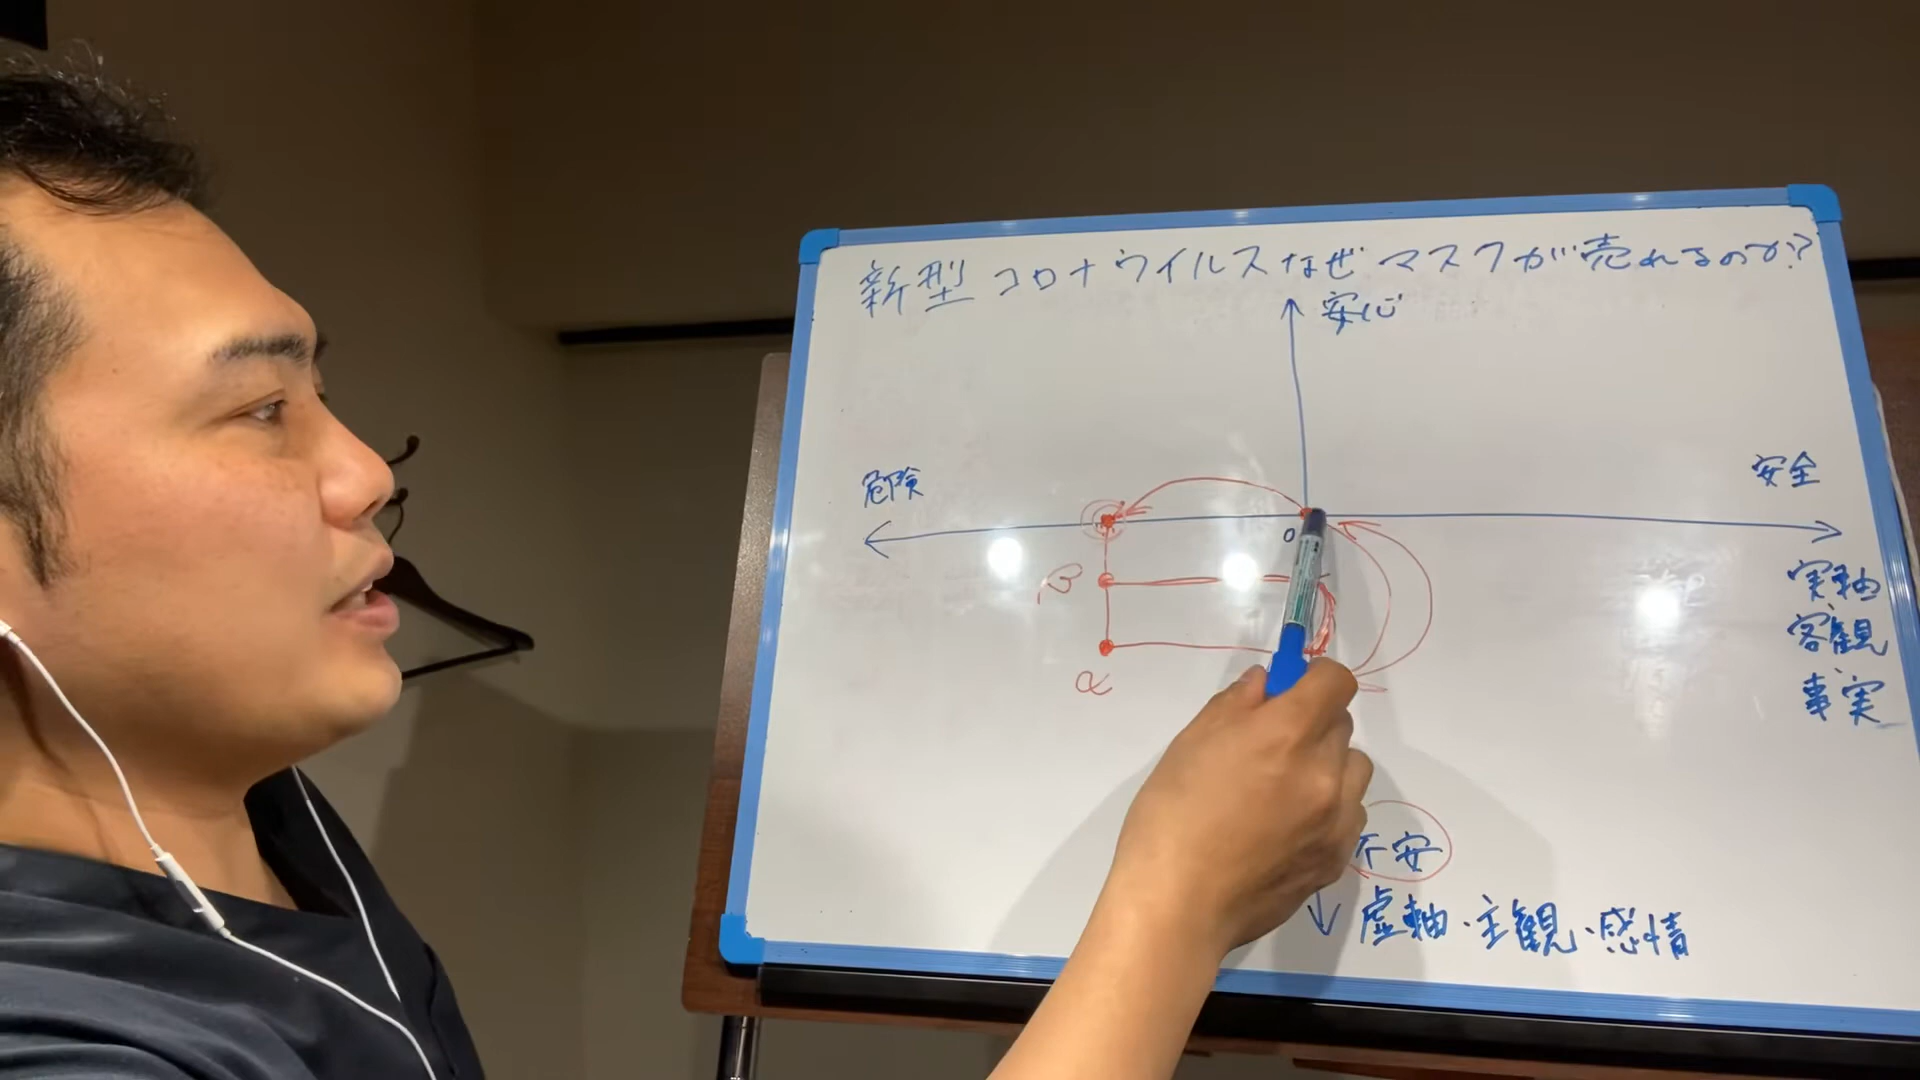 新型コロナウイルスなぜマスクが売れるのか?
安心
危険
安全
0
β
α
実軸
客観
事実
不安
虚軸・主観・感情